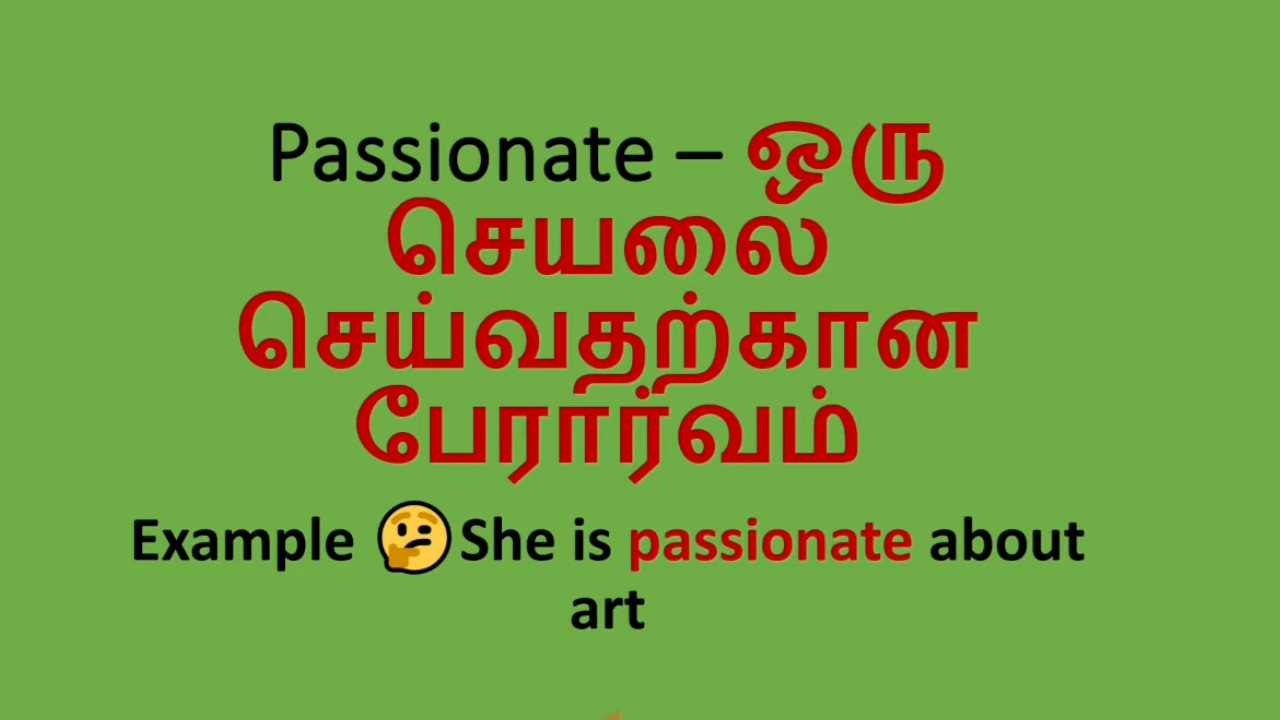 Passionate – ஒரு
செயலை
செய்வதற்கான
பேரார்வம்
Example 🤔She is passionate about
art